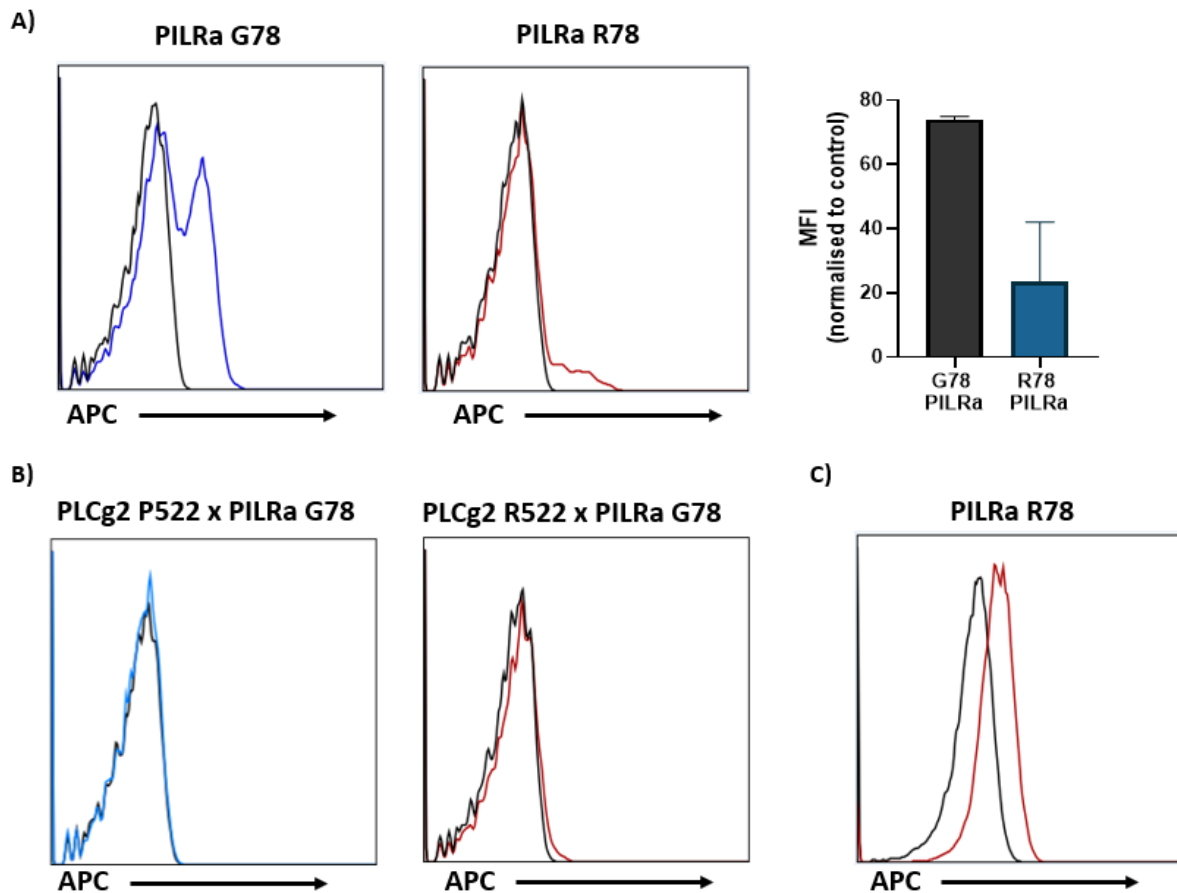 A)
PILRa G78
PILRa R78
APC
APC
MFI
(normalised to control)
80
60
40
20
0
G78
PILRa
R78
PILRa
B)
C)
PLCg2 P522 x PILRa G78
PLCg2 R522 x PILRa G78
PILRa R78
APC
APC
APC